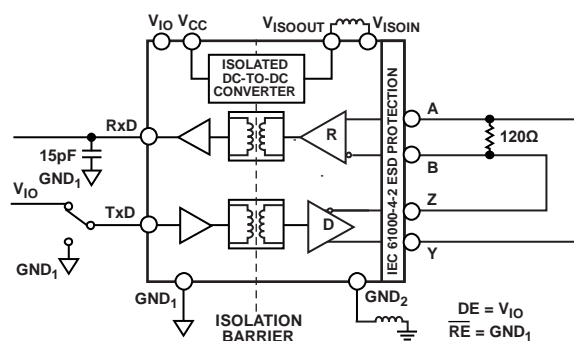 VIO VCC VISOOUT VISOIN
ISOLATED
DC-TO-DC
CONVERTER
RxD
R
A
120Ω
15pF
B
GND1
IEC 61000-4-2 ESD PROTECTION
VIO
TxD
D
Z
Y
GND1
GND1
GND2
ISOLATION
BARRIER
DE = VIO
RE = GND1